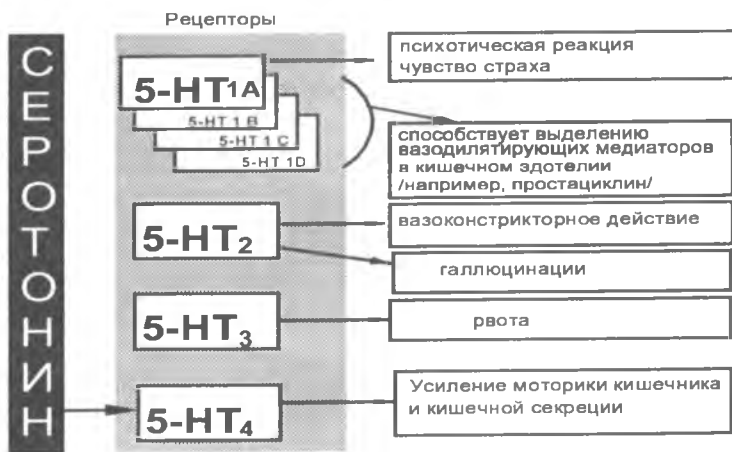 Рецепторы
СЕРОТОНИН
5-HT1A
5-HT 1 B
5-HT 1 C
5-HT 1D
5-HT2
5-HT3
5-HT4
психотическая реакция
чувство страха
способствует выделению
вазодилятирующих медиаторов
в кишечном эдотелии
/например, простациклин/
вазоконстрикторное действие
галлюцинации
рвота
Усиление моторики кишечника
и кишечной секреции